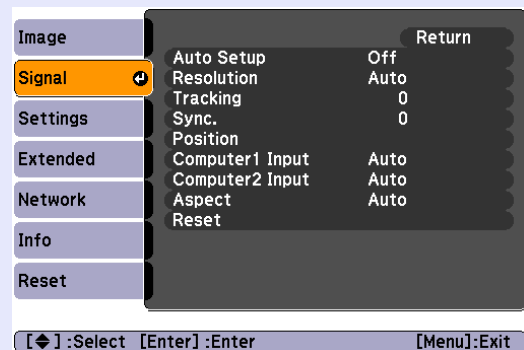 Image
Signal
Settings
Extended
Network
Info
Reset
Return
Auto Setup Off
Resolution Auto
Tracking 0
Sync. 0
Position
Computer1 Input Auto
Computer2 Input Auto
Aspect Auto
Reset
[◆] :Select [Enter] :Enter [Menu]:Exit